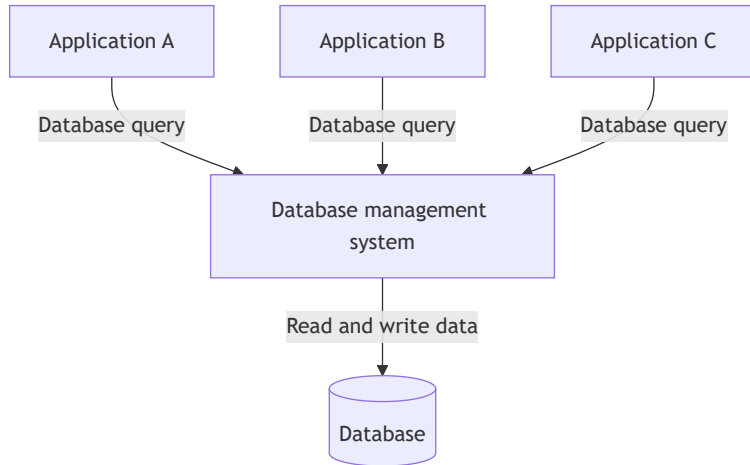 Application A
Application B
Application C
Database query
Database query
Database query
Database management
system
Read and write data
Database